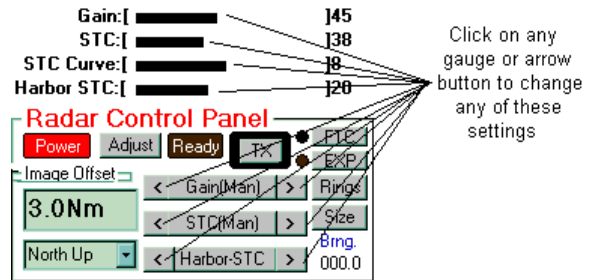 Gain:[ ]45
STC:[ ]38
STC Curve:[ ]8
Harbor STC:[ ]20
Click on any
gauge or arrow
button to change
any of these
settings
Radar Control Panel
Power Adjust Ready TX FTC
EXP
Image Offset
< Gain(Man) > Rings
3.0Nm
< STC(Man) > Size
North Up < Harbor-STC > Brng.
000.0